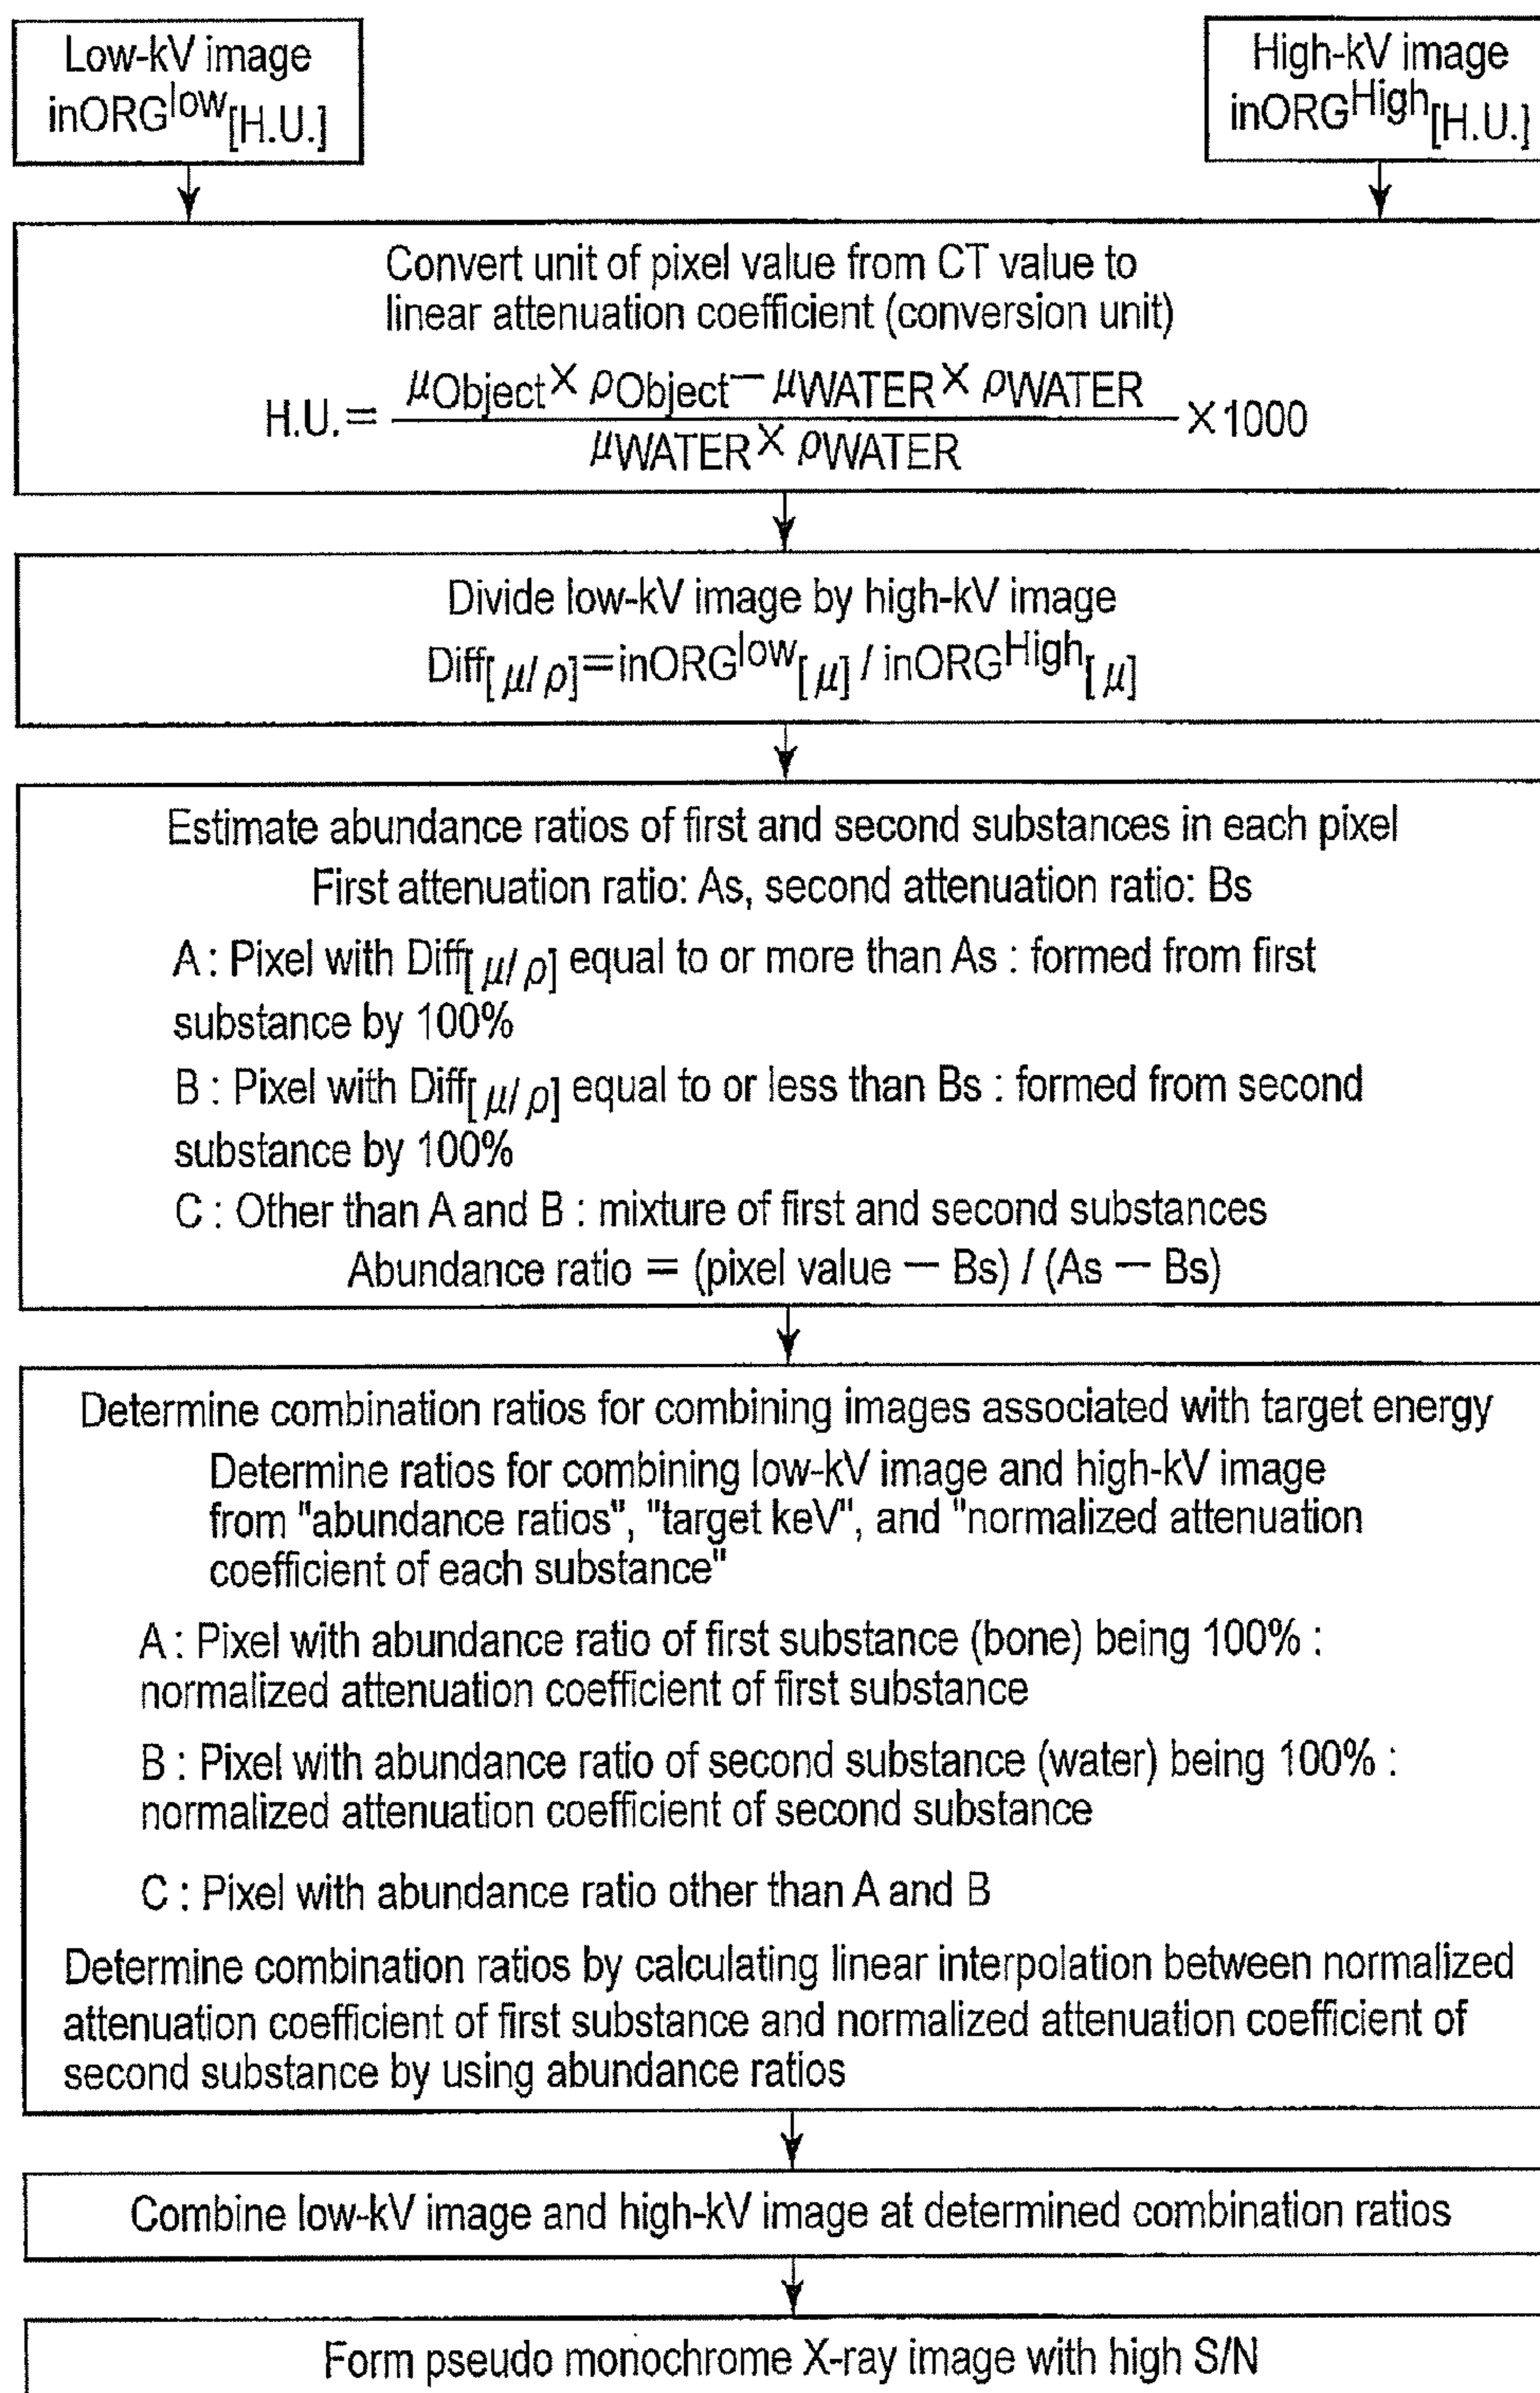 Low-kV image
inORG^low[H.U.]
High-kV image
inORG^High[H.U.]
Convert unit of pixel value from CT value to
linear attenuation coefficient (conversion unit)
H.U. = (μObject × ρObject − μWATER × ρWATER) / (μWATER × ρWATER) × 1000
Divide low-kV image by high-kV image
Diff[μ/ρ] = inORG^low[μ] / inORG^High[μ]
Estimate abundance ratios of first and second substances in each pixel
First attenuation ratio: As, second attenuation ratio: Bs
A : Pixel with Diff[μ/ρ] equal to or more than As : formed from first
substance by 100%
B : Pixel with Diff[μ/ρ] equal to or less than Bs : formed from second
substance by 100%
C : Other than A and B : mixture of first and second substances
Abundance ratio = (pixel value − Bs) / (As − Bs)
Determine combination ratios for combining images associated with target energy
Determine ratios for combining low-kV image and high-kV image
from "abundance ratios", "target keV", and "normalized attenuation
coefficient of each substance"
A : Pixel with abundance ratio of first substance (bone) being 100% :
normalized attenuation coefficient of first substance
B : Pixel with abundance ratio of second substance (water) being 100% :
normalized attenuation coefficient of second substance
C : Pixel with abundance ratio other than A and B
Determine combination ratios by calculating linear interpolation between normalized
attenuation coefficient of first substance and normalized attenuation coefficient of
second substance by using abundance ratios
Combine low-kV image and high-kV image at determined combination ratios
Form pseudo monochrome X-ray image with high S/N